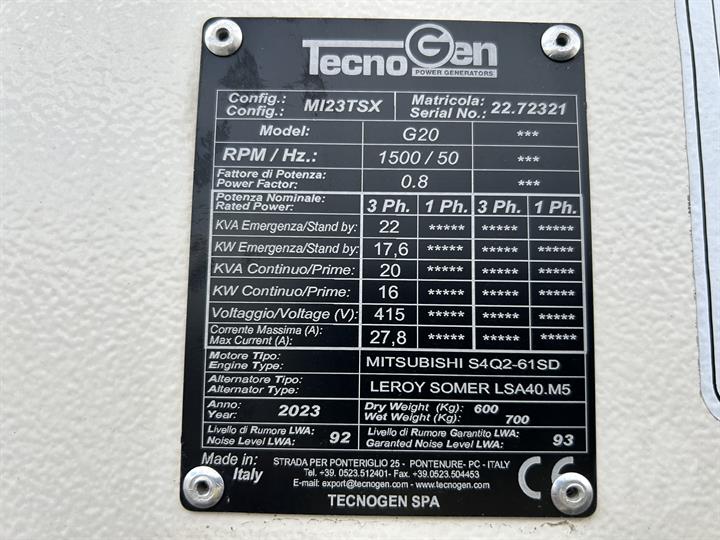 TecnoGen
POWER GENERATORS
Config.: Matricola:
Config.: MI23TSX Serial No.: 22.72321
Model: G20 ***
RPM / Hz.: 1500 / 50 ***
Fattore di Potenza:
Power Factor: 0.8 ***
Potenza Nominale:
Rated Power: 3 Ph. 1 Ph. 3 Ph. 1 Ph.
KVA Emergenza/Stand by: 22 ***** ***** *****
KW Emergenza/Stand by: 17,6 ***** ***** *****
KVA Continuo/Prime: 20 ***** ***** *****
KW Continuo/Prime: 16 ***** ***** *****
Voltaggio/Voltage (V): 415 ***** ***** *****
Corrente Massima (A):
Max Current (A): 27,8 ***** ***** *****
Motore Tipo:
Engine Type: MITSUBISHI S4Q2-61SD
Alternatore Tipo:
Alternator Type: LEROY SOMER LSA40.M5
Anno: Dry Weight (Kg): 600
Year: 2023 Wet Weight (Kg): 700
Livello di Rumore LWA: Livello di Rumore Garantito LWA:
Noise Level LWA: 92 Garanted Noise Level LWA: 93
Made in: STRADA PER PONTERIGLIO 25 - PONTENURE- PC - ITALY
Italy Tel. +39. 0523.512401- Fax. +39.0523.504453
E-mail: export@tecnogen.com - www.tecnogen.com
TECNOGEN SPA
CE